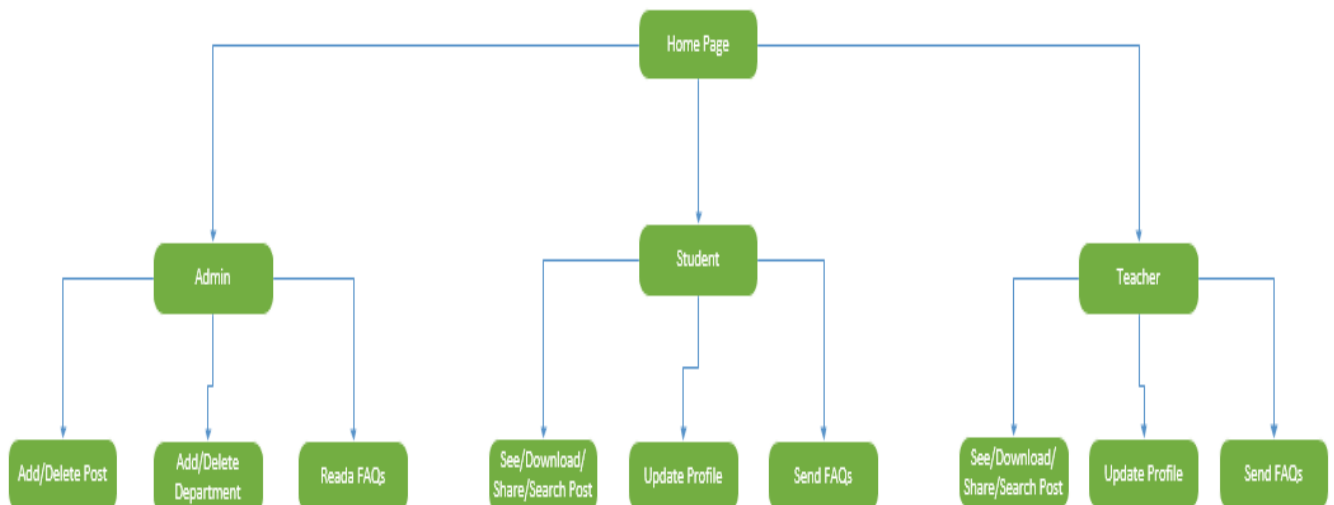 Home Page
Admin
Student
Teacher
Add/Delete Post
Add/Delete
Department
Reada FAQs
See/Download/
Share/Search Post
Update Profile
Send FAQs
See/Download/
Share/Search Post
Update Profile
Send FAQs